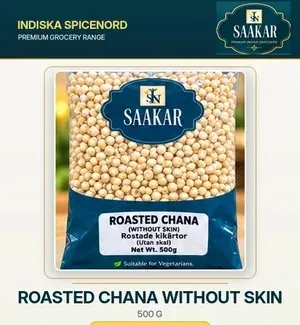 INDISKA SPICENORD
PREMIUM GROCERY RANGE
SAAKAR
SAAKAR
ROASTED CHANA
(WITHOUT SKIN)
Rostade kikärtor
(Utan skal)
Net Wt. 500g
Suitable for Vegetarians.
ROASTED CHANA WITHOUT SKIN
500 G